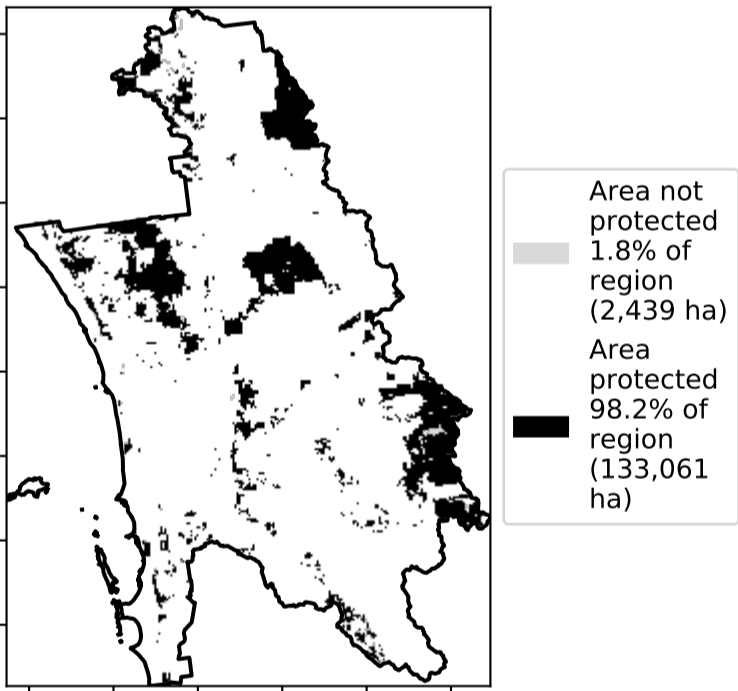 Area not
protected
1.8% of
region
(2,439 ha)
Area
protected
98.2% of
region
(133,061
ha)